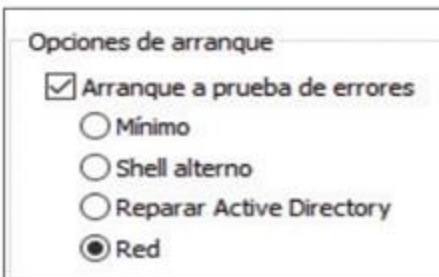 Opciones de arranque
Arranque a prueba de errores
Mínimo
Shell alterno
Reparar Active Directory
Red